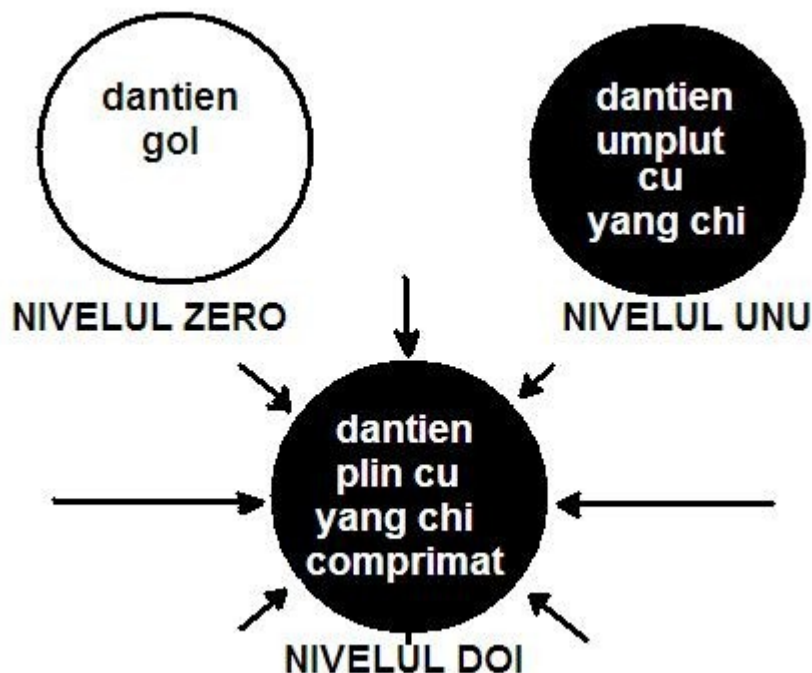 dantien
gol
NIVELUL ZERO
dantien
umplut
cu
yang chi
NIVELUL UNU
dantien
plin cu
yang chi
comprimat
NIVELUL DOI